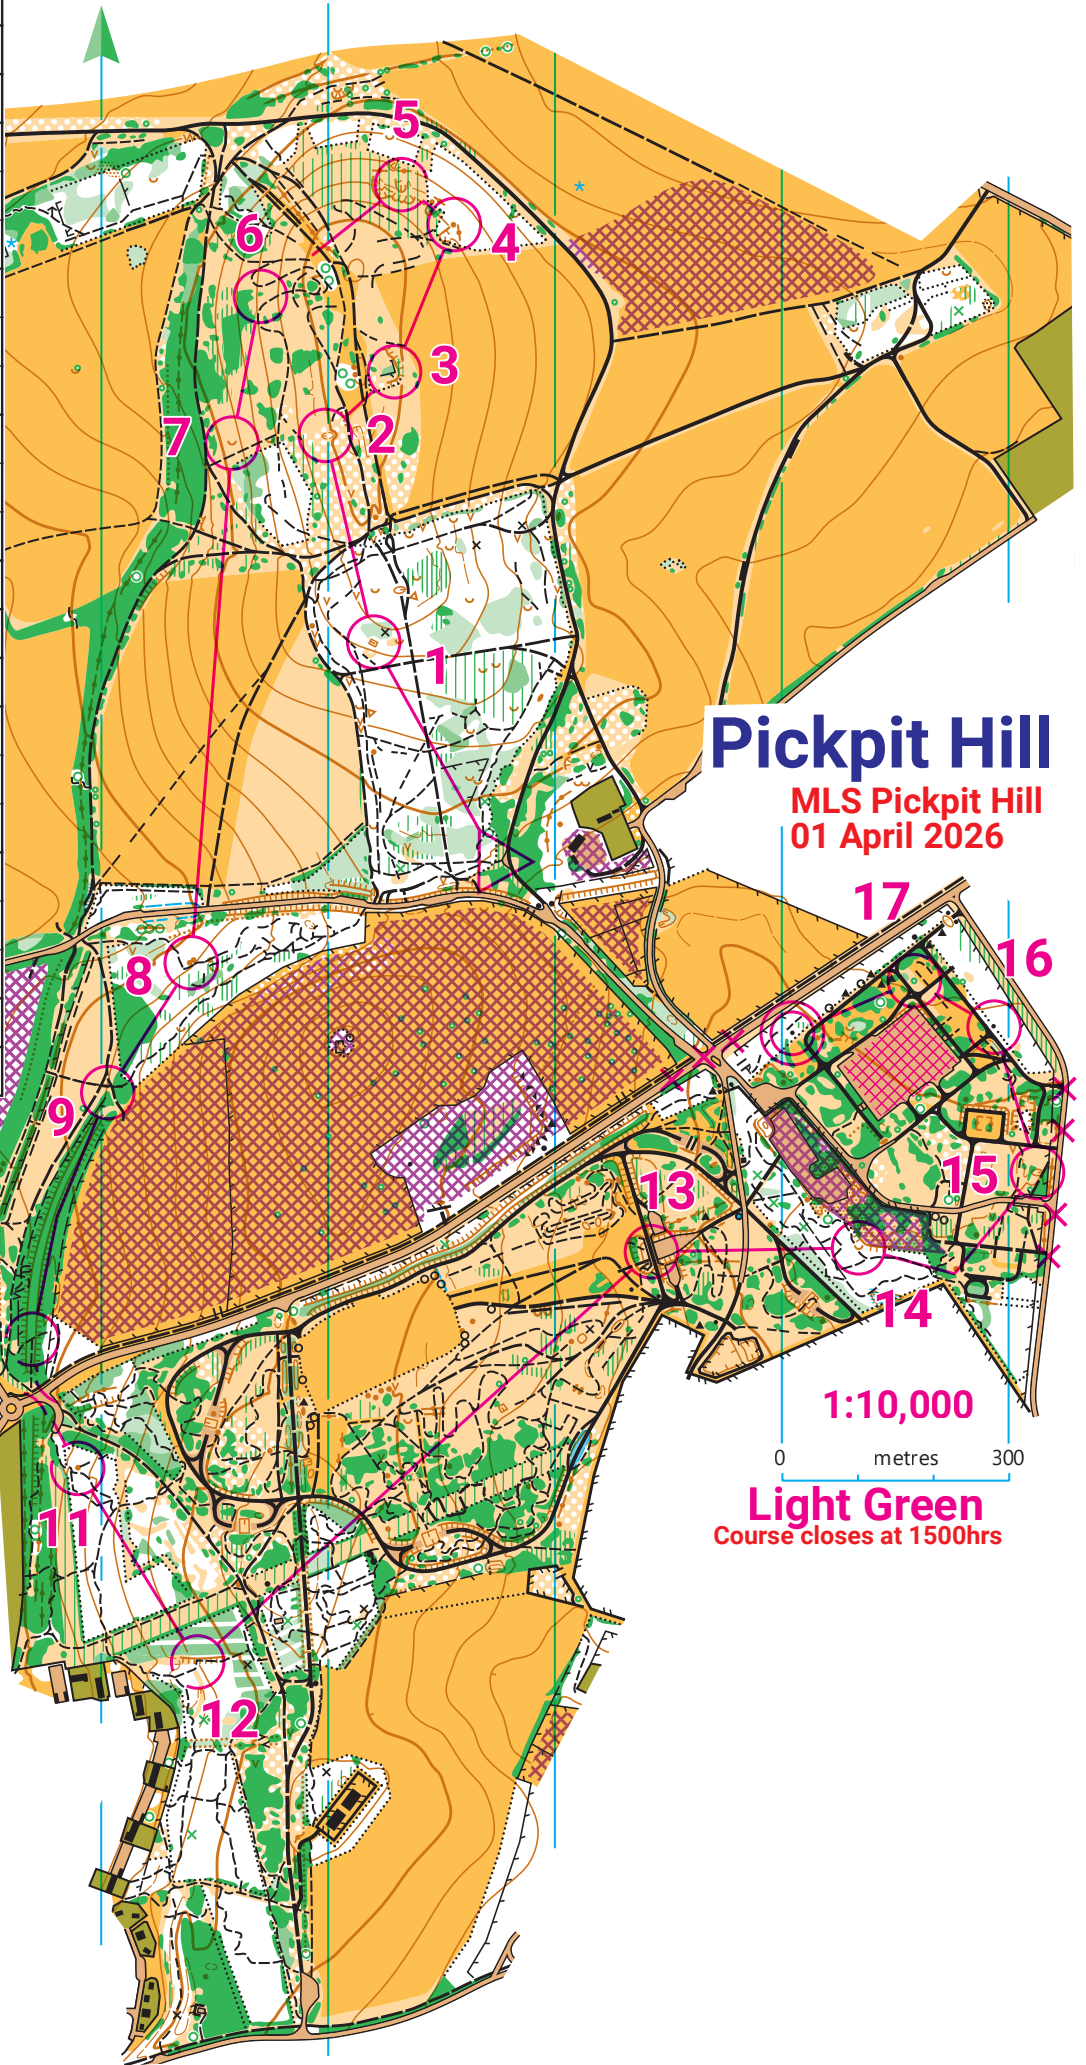 5
6
4
3
7
2
1
Pickpit Hill
MLS Pickpit Hill
01 April 2026
17
16
8
9
15
13
14
1:10,000
0 metres 300
Light Green
Course closes at 1500hrs
11
12